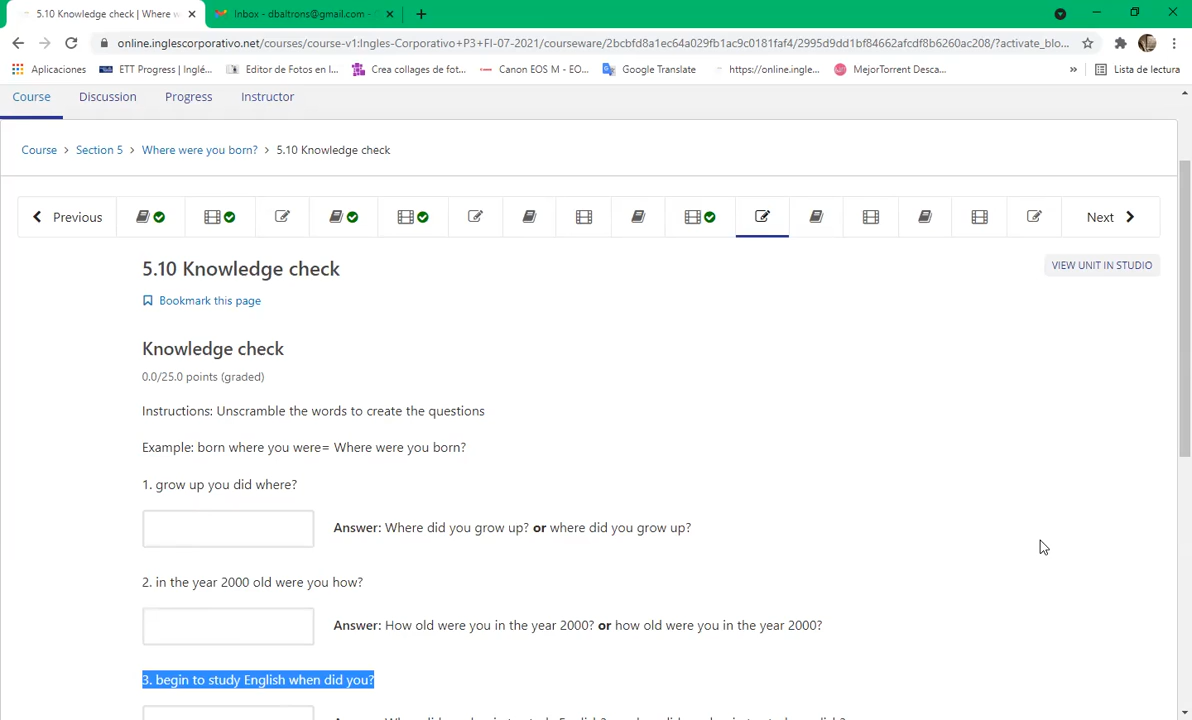 5.10 Knowledge check | Where w
Inbox - dbaltrons@gmail.com -
online.inglescorporativo.net/courses/course-v1:Ingles-Corporativo+P3+FI-07-2021/courseware/2bcbfd8a1ec64a029fb1ac9c0181faf4/2995d9dd1bf84662afcdf8b6260ac208/?activate_blo...
Aplicaciones
ETT Progress | Inglé...
Editor de Fotos en l...
Crea collages de fot...
Canon EOS M - EO...
Google Translate
https://online.ingle...
MejorTorrent Desca...
»
Lista de lectura
Course
Discussion
Progress
Instructor
Course > Section 5 > Where were you born? > 5.10 Knowledge check
Previous
Next
5.10 Knowledge check
VIEW UNIT IN STUDIO
Bookmark this page
Knowledge check
0.0/25.0 points (graded)
Instructions: Unscramble the words to create the questions
Example: born where you were= Where were you born?
1. grow up you did where?
Answer: Where did you grow up? or where did you grow up?
2. in the year 2000 old were you how?
Answer: How old were you in the year 2000? or how old were you in the year 2000?
3. begin to study English when did you?